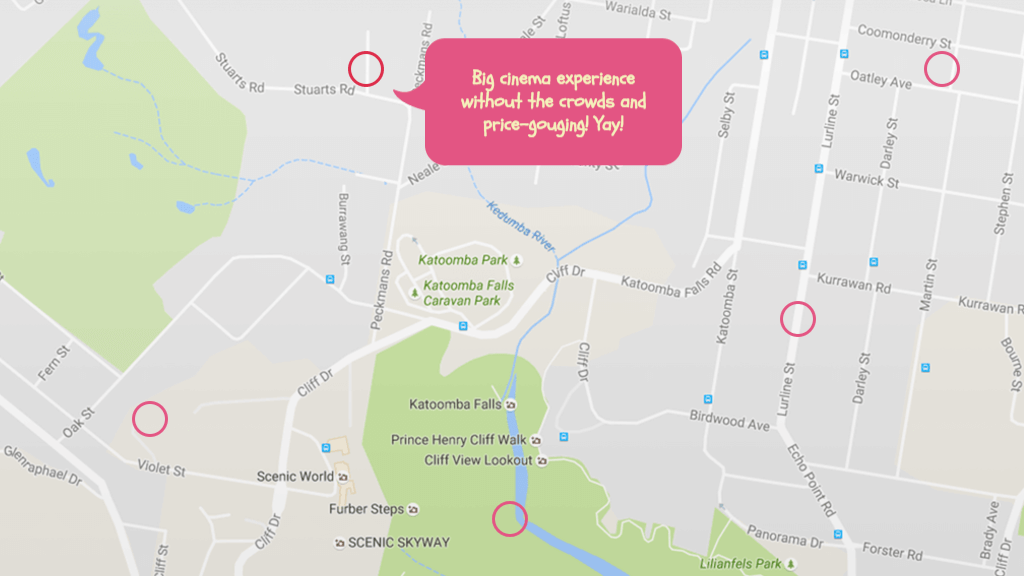 Warialda St
Loftus
Coomonderry St
Stuarts Rd
Stuarts Rd
Peckmans Rd
Big cinema experience
without the crowds and
price-gouging! Yay!
Oatley Ave
Selby St
Lurline St
Darley St
Warwick St
Stephen St
Neale
Burrawang St
Kedumba River
Katoomba Park
Katoomba Falls
Caravan Park
Cliff Dr
Katoomba Falls Rd
Peckmans Rd
Katoomba St
Kurrawan Rd
Martin St
Kurrawan R
Bourne St
Fern St
Cliff Dr
Cliff Dr
Lurline St
Darley St
Oak St
Katoomba Falls
Birdwood Ave
Glenraphael Dr
Violet St
Prince Henry Cliff Walk
Cliff View Lookout
Scenic World
Echo Point Rd
Furber Steps
Cliff Dr
SCENIC SKYWAY
Panorama Dr
Forster Rd
Brady Ave
Cliff St
Lilianfels Park
Cliff Dr